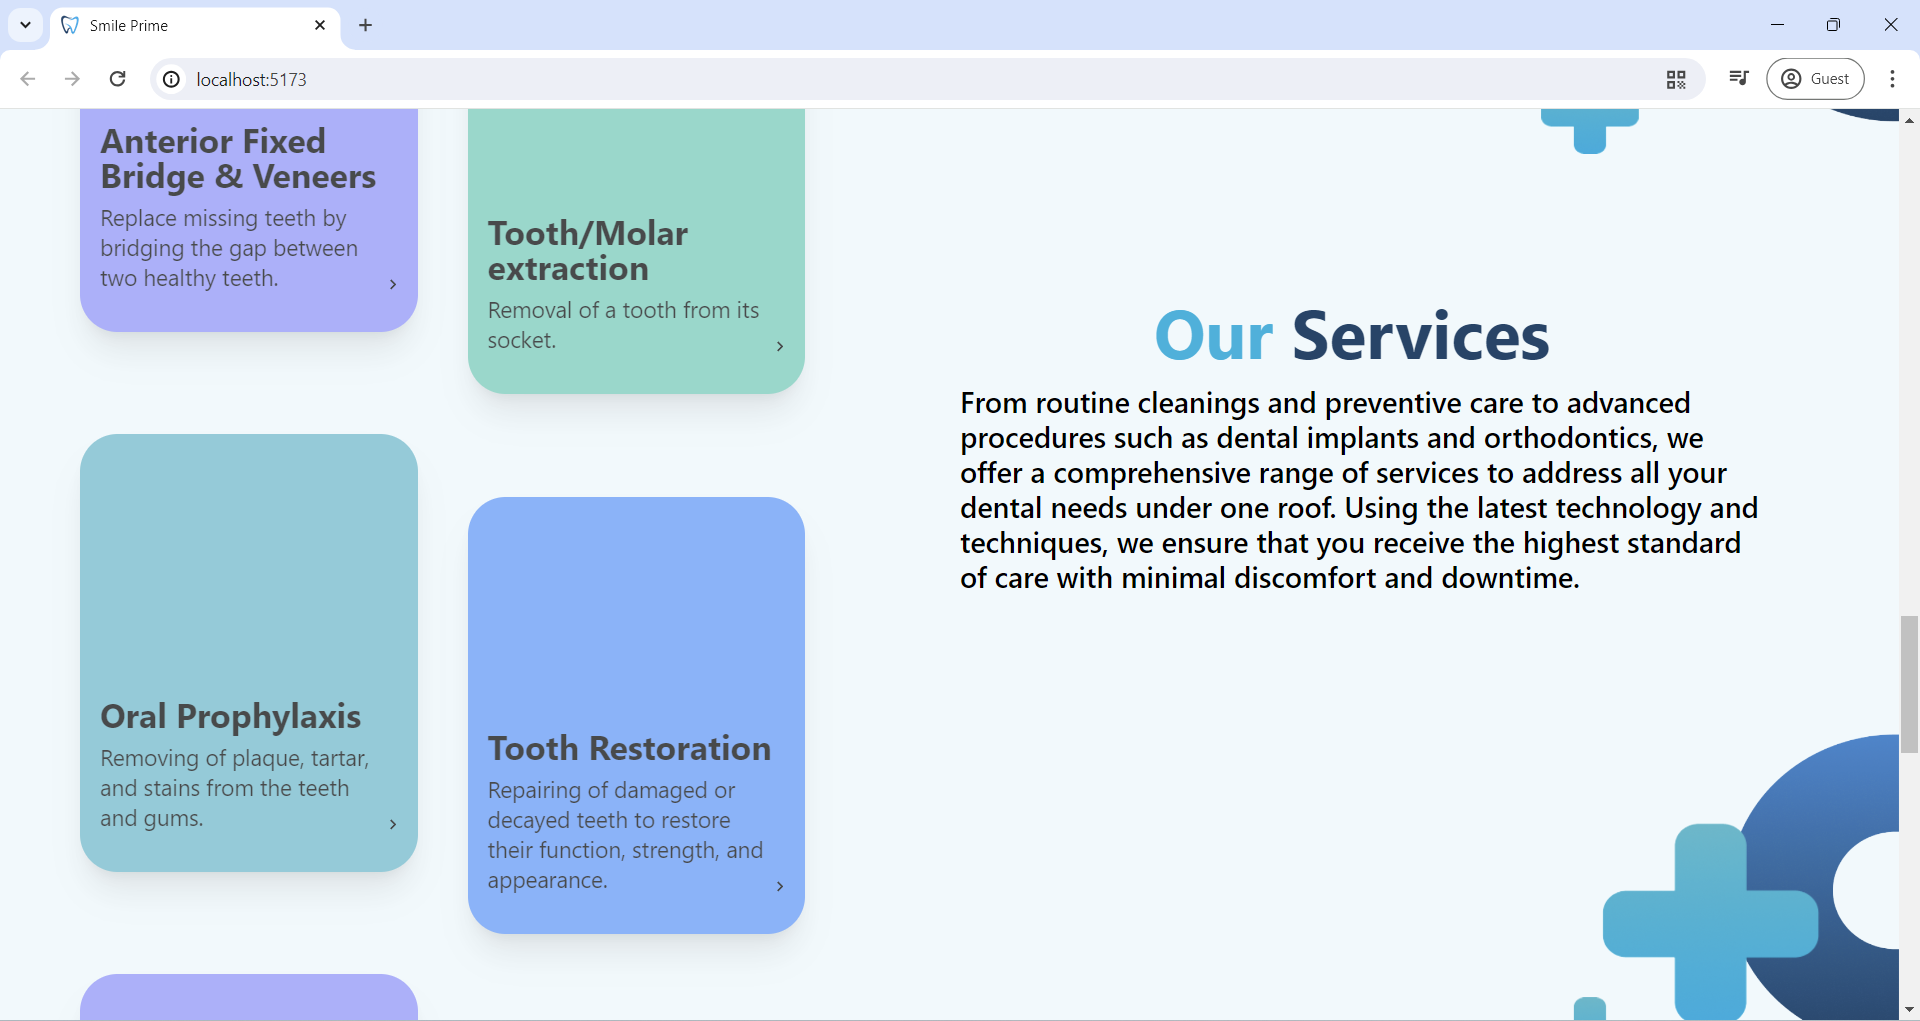 Smile Prime
localhost:5173
Guest
Anterior Fixed
Bridge & Veneers
Replace missing teeth by
bridging the gap between
two healthy teeth.
Tooth/Molar
extraction
Removal of a tooth from its
socket.
Oral Prophylaxis
Removing of plaque, tartar,
and stains from the teeth
and gums.
Tooth Restoration
Repairing of damaged or
decayed teeth to restore
their function, strength, and
appearance.
Our Services
From routine cleanings and preventive care to advanced
procedures such as dental implants and orthodontics, we
offer a comprehensive range of services to address all your
dental needs under one roof. Using the latest technology and
techniques, we ensure that you receive the highest standard
of care with minimal discomfort and downtime.